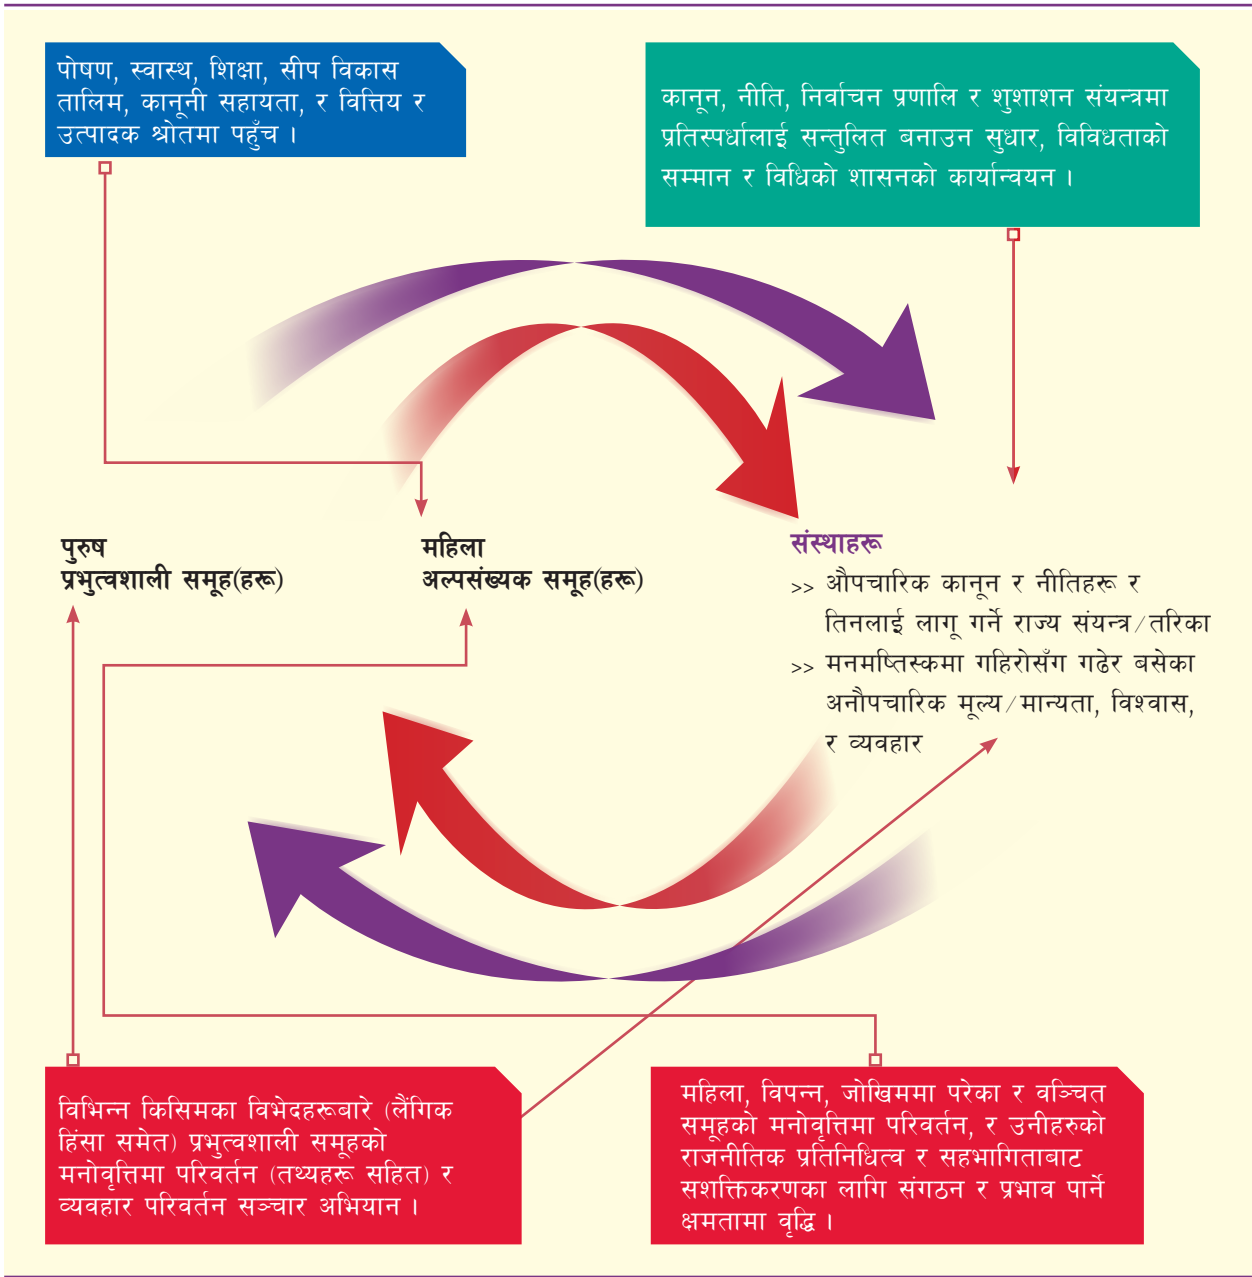 पोषण, स्वास्थ, शिक्षा, सीप विकास
तालिम, कानूनी सहायता, र वित्तिय र
उत्पादक श्रोतमा पहुँच ।
कानून, नीति, निर्वाचन प्रणालि र शुशाशन संयन्त्रमा
प्रतिस्पर्धालाई सन्तुलित बनाउन सुधार, विविधताको
सम्मान र विधिको शासनको कार्यान्वयन ।
पुरुष
प्रभुत्वशाली समूह(हरू)
महिला
अल्पसंख्यक समूह(हरू)
संस्थाहरू
>> औपचारिक कानून र नीतिहरू र
तिनलाई लागू गर्ने राज्य संयन्त्र/तरिका
>> मनमष्तिस्कमा गहिरोसँग गढेर बसेका
अनौपचारिक मूल्य/मान्यता, विश्वास,
र व्यवहार
विभिन्न किसिमका विभेदहरूबारे (लैंगिक
हिंसा समेत) प्रभुत्वशाली समूहको
मनोवृत्तिमा परिवर्तन (तथ्यहरू सहित) र
व्यवहार परिवर्तन सञ्चार अभियान ।
महिला, विपन्न, जोखिममा परेका र वञ्चित
समूहको मनोवृत्तिमा परिवर्तन, र उनीहरुको
राजनीतिक प्रतिनिधित्व र सहभागिताबाट
सशक्तिकरणका लागि संगठन र प्रभाव पार्ने
क्षमतामा वृद्धि ।